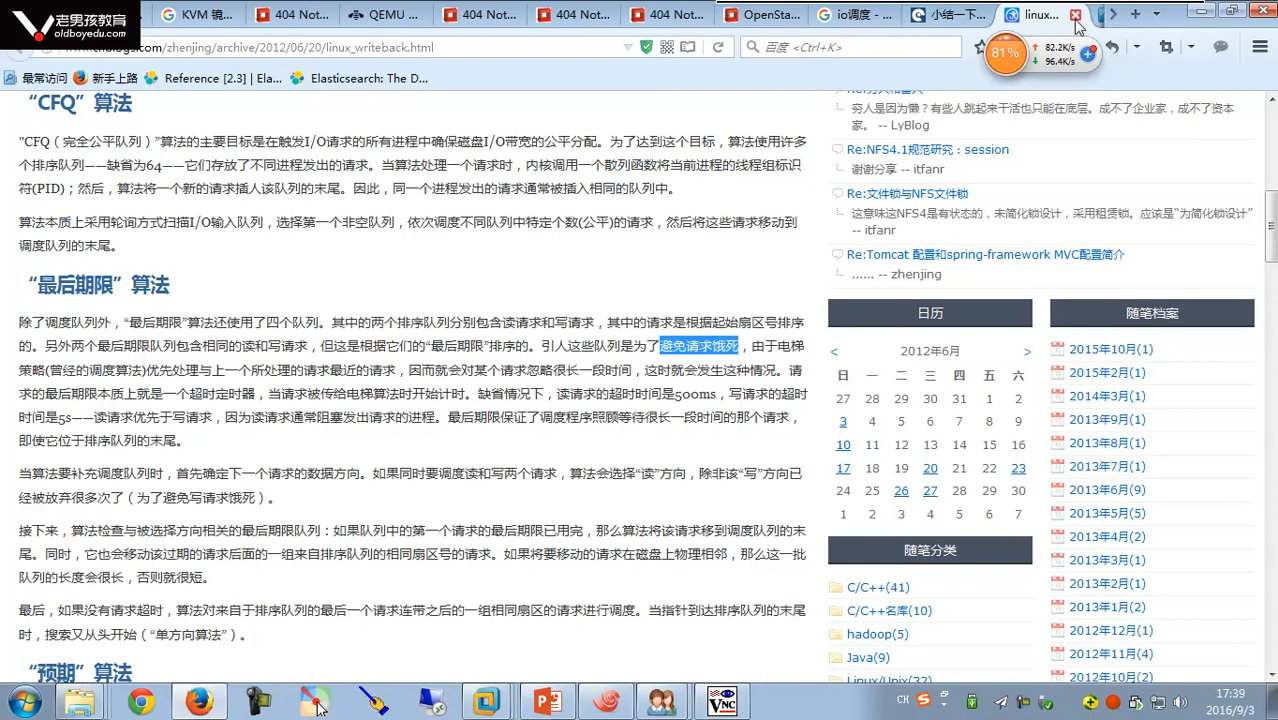 老男孩教育
oldboyedu.com
KVM 镜...
404 Not...
QEMU ...
404 Not...
404 Not...
404 Not...
OpenSta...
io调度 - ...
小结一下...
linux...
www.cnblogs.com/zhenjing/archive/2012/06/20/linux_writeback.html
百度 <Ctrl+K>
81%
82.2K/s
96.4K/s
最常访问
新手上路
Reference [2.3] | Ela...
Elasticsearch: The D...
“CFQ” 算法
"CFQ（完全公平队列）”算法的主要目标是在触发I/O请求的所有进程中确保磁盘I/O带宽的公平分配。为了达到这个目标，算法使用许多
个排序队列——缺省为64——它们存放了不同进程发出的请求。当算法处理一个请求时，内核调用一个散列函数将当前进程的线程组标识
符(PID)；然后，算法将一个新的请求插人该队列的末尾。因此，同一个进程发出的请求通常被插入相同的队列中。
算法本质上采用轮询方式扫描I/O输入队列，选择第一个非空队列，依次调度不同队列中特定个数(公平)的请求，然后将这些请求移动到
调度队列的末尾。
“最后期限” 算法
除了调度队列外，“最后期限”算法还使用了四个队列。其中的两个排序队列分别包含读请求和写请求，其中的请求是根据起始扇区号排序
的。另外两个最后期限队列包含相同的读和写请求，但这是根据它们的“最后期限”排序的。引人这些队列是为了避免请求饿死，由于电梯
策略(曾经的调度算法)优先处理与上一个所处理的请求最近的请求，因而就会对某个请求忽略很长一段时间，这时就会发生这种情况。请
求的最后期限本质上就是一个超时定时器，当请求被传给电梯算法时开始计时。缺省情况下，读请求的超时时间是500ms，写请求的超时
时间是5s——读请求优先于写请求，因为读请求通常阻塞发出请求的进程。最后期限保证了调度程序照顾等待很长一段时间的那个请求，
即使它位于排序队列的末尾。
当算法要补充调度队列时，首先确定下一个请求的数据方向。如果同时要调度读和写两个请求，算法会选择“读”方向，除非该“写”方向已
经被放弃很多次了（为了避免写请求饿死）。
接下来，算法检查与被选择方向相关的最后期限队列：如果队列中的第一个请求的最后期限已用完，那么算法将该请求移到调度队列的末
尾。同时，它也会移动该过期的请求后面的一组来自排序队列的相同扇区号的请求。如果将要移动的请求在磁盘上物理相邻，那么这一批
队列的长度会很长，否则就很短。
最后，如果没有请求超时，算法对来自于排序队列的最后一个请求连带之后的一组相同扇区的请求进行调度。当指针到达排序队列的末尾
时，搜索又从头开始（“单方向算法”）。
“预期” 算法
Re:穷人和富人
穷人是因为懒？有些人跳起来干活也只能在底层。成不了企业家，成不了资本
家。 -- LyBlog
Re:NFS4.1规范研究：session
谢谢分享 -- itfanr
Re:文件锁与NFS文件锁
这意味这NFS4是有状态的，未简化锁设计，采用租赁锁。应该是“为简化锁设计”
-- itfanr
Re:Tomcat 配置和spring-framework MVC配置简介
...... -- zhenjing
日历
< 2012年6月 >
日 一 二 三 四 五 六
27 28 29 30 31 1 2
3 4 5 6 7 8 9
10 11 12 13 14 15 16
17 18 19 20 21 22 23
24 25 26 27 28 29 30
1 2 3 4 5 6 7
随笔分类
C/C++(41)
C/C++名库(10)
hadoop(5)
Java(9)
Linux/Unix(32)
随笔档案
2015年10月(1)
2015年2月(1)
2014年3月(1)
2013年9月(1)
2013年8月(1)
2013年7月(1)
2013年6月(9)
2013年5月(5)
2013年4月(2)
2013年3月(1)
2013年2月(1)
2013年1月(2)
2012年12月(1)
2012年11月(4)
2012年10月(2)
CH
17:39
2016/9/3